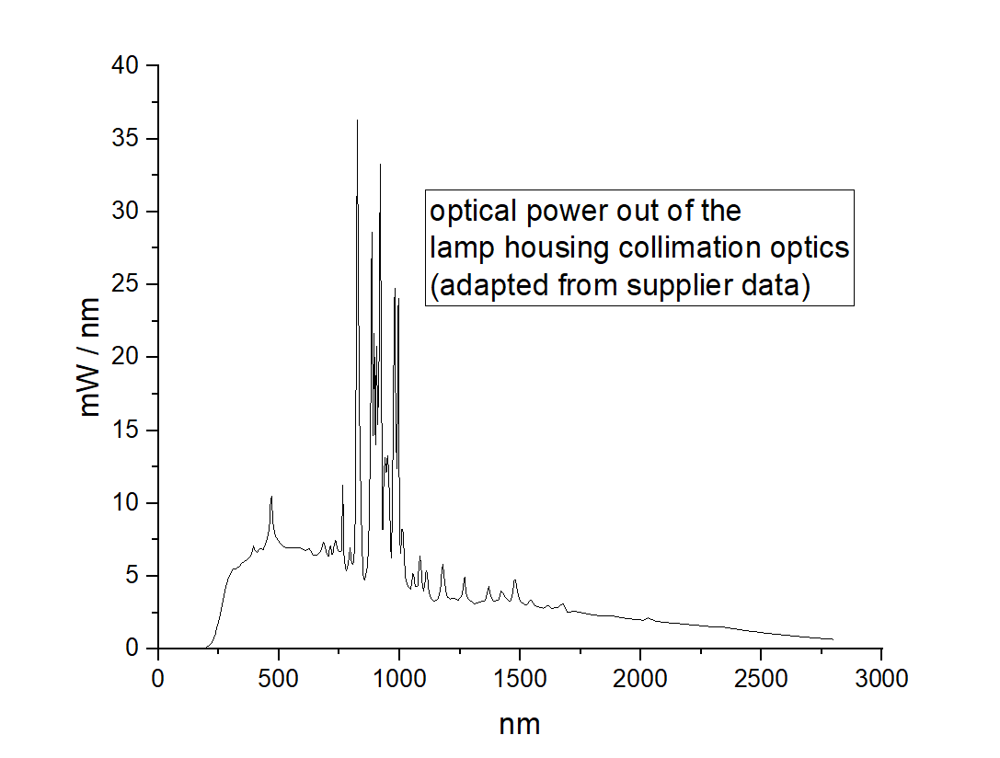 40
35
30
25
20
15
10
5
0
mW / nm
optical power out of the
lamp housing collimation optics
(adapted from supplier data)
0 500 1000 1500 2000 2500 3000
nm